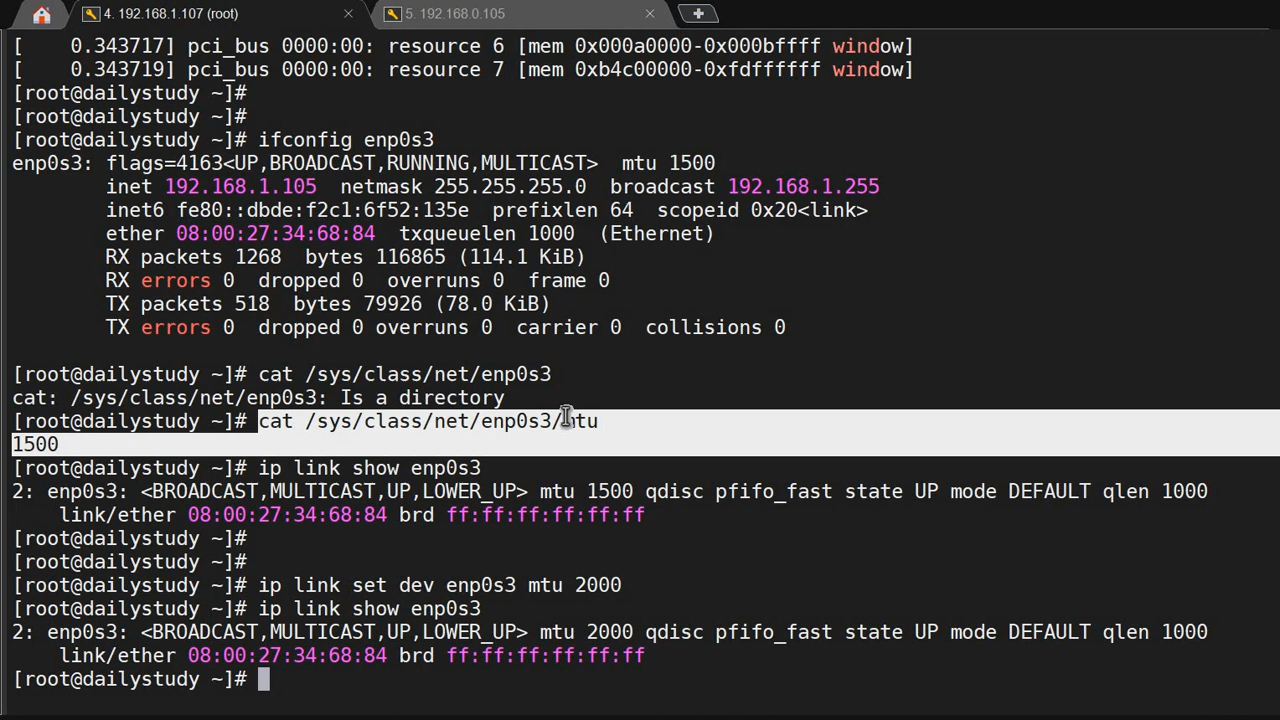 4. 192.168.1.107 (root)
5. 192.168.0.105
[    0.343717] pci_bus 0000:00: resource 6 [mem 0x000a0000-0x000bffff window]
[    0.343719] pci_bus 0000:00: resource 7 [mem 0xb4c00000-0xfdffffff window]
[root@dailystudy ~]#
[root@dailystudy ~]#
[root@dailystudy ~]# ifconfig enp0s3
enp0s3: flags=4163<UP,BROADCAST,RUNNING,MULTICAST>  mtu 1500
        inet 192.168.1.105  netmask 255.255.255.0  broadcast 192.168.1.255
        inet6 fe80::dbde:f2c1:6f52:135e  prefixlen 64  scopeid 0x20<link>
        ether 08:00:27:34:68:84  txqueuelen 1000  (Ethernet)
        RX packets 1268  bytes 116865 (114.1 KiB)
        RX errors 0  dropped 0  overruns 0  frame 0
        TX packets 518  bytes 79926 (78.0 KiB)
        TX errors 0  dropped 0 overruns 0  carrier 0  collisions 0
[root@dailystudy ~]# cat /sys/class/net/enp0s3
cat: /sys/class/net/enp0s3: Is a directory
[root@dailystudy ~]# cat /sys/class/net/enp0s3/mtu
1500
[root@dailystudy ~]# ip link show enp0s3
2: enp0s3: <BROADCAST,MULTICAST,UP,LOWER_UP> mtu 1500 qdisc pfifo_fast state UP mode DEFAULT qlen 1000
    link/ether 08:00:27:34:68:84 brd ff:ff:ff:ff:ff:ff
[root@dailystudy ~]#
[root@dailystudy ~]#
[root@dailystudy ~]# ip link set dev enp0s3 mtu 2000
[root@dailystudy ~]# ip link show enp0s3
2: enp0s3: <BROADCAST,MULTICAST,UP,LOWER_UP> mtu 2000 qdisc pfifo_fast state UP mode DEFAULT qlen 1000
    link/ether 08:00:27:34:68:84 brd ff:ff:ff:ff:ff:ff
[root@dailystudy ~]#